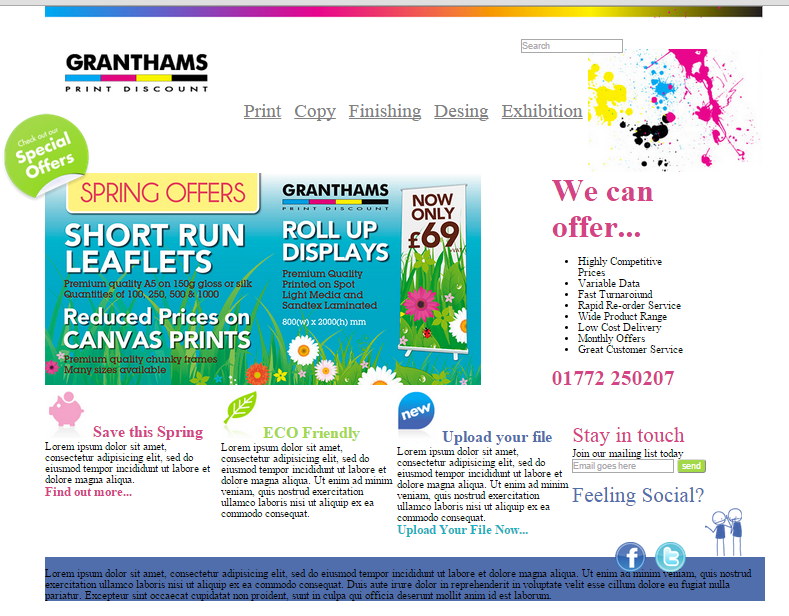 Search
GRANTHAMS
PRINT DISCOUNT
Print Copy Finishing Desing Exhibition
Check out our
Special
Offers
SPRING OFFERS
SHORT RUN
LEAFLETS
Premium quality A5 on 150g gloss or silk
Quantities of 100, 250, 500 & 1000
Reduced Prices on
CANVAS PRINTS
Premium quality chunky frames
Many sizes available
GRANTHAMS
PRINT DISCOUNT
ROLL UP
DISPLAYS
Premium Quality
Printed on Spot
Light Media and
Sandtex Laminated
800(w) x 2000(h) mm
NOW
ONLY
£69
We can
offer...
Highly Competitive
Prices
Variable Data
Fast Turnaround
Rapid Re-order Service
Wide Product Range
Low Cost Delivery
Monthly Offers
Great Customer Service
01772 250207
Save this Spring
Lorem ipsum dolor sit amet,
consectetur adipisicing elit, sed do
eiusmod tempor incididunt ut labore et
dolore magna aliqua.
Find out more...
ECO Friendly
Lorem ipsum dolor sit amet,
consectetur adipisicing elit, sed do
eiusmod tempor incididunt ut labore et
dolore magna aliqua. Ut enim ad minim
veniam, quis nostrud exercitation
ullamco laboris nisi ut aliquip ex ea
commodo consequat.
new
Upload your file
Lorem ipsum dolor sit amet,
consectetur adipisicing elit, sed do
eiusmod tempor incididunt ut labore et
dolore magna aliqua. Ut enim ad minim
veniam, quis nostrud exercitation
ullamco laboris nisi ut aliquip ex ea
commodo consequat.
Upload Your File Now...
Stay in touch
Join our mailing list today
Email goes here send
Feeling Social?
Lorem ipsum dolor sit amet, consectetur adipisicing elit, sed do eiusmod tempor incididunt ut labore et dolore magna aliqua. Ut enim ad minim veniam, quis nostrud
exercitation ullamco laboris nisi ut aliquip ex ea commodo consequat. Duis aute irure dolor in reprehenderit in voluptate velit esse cillum dolore eu fugiat nulla
pariatur. Excepteur sint occaecat cupidatat non proident, sunt in culpa qui officia deserunt mollit anim id est laborum.